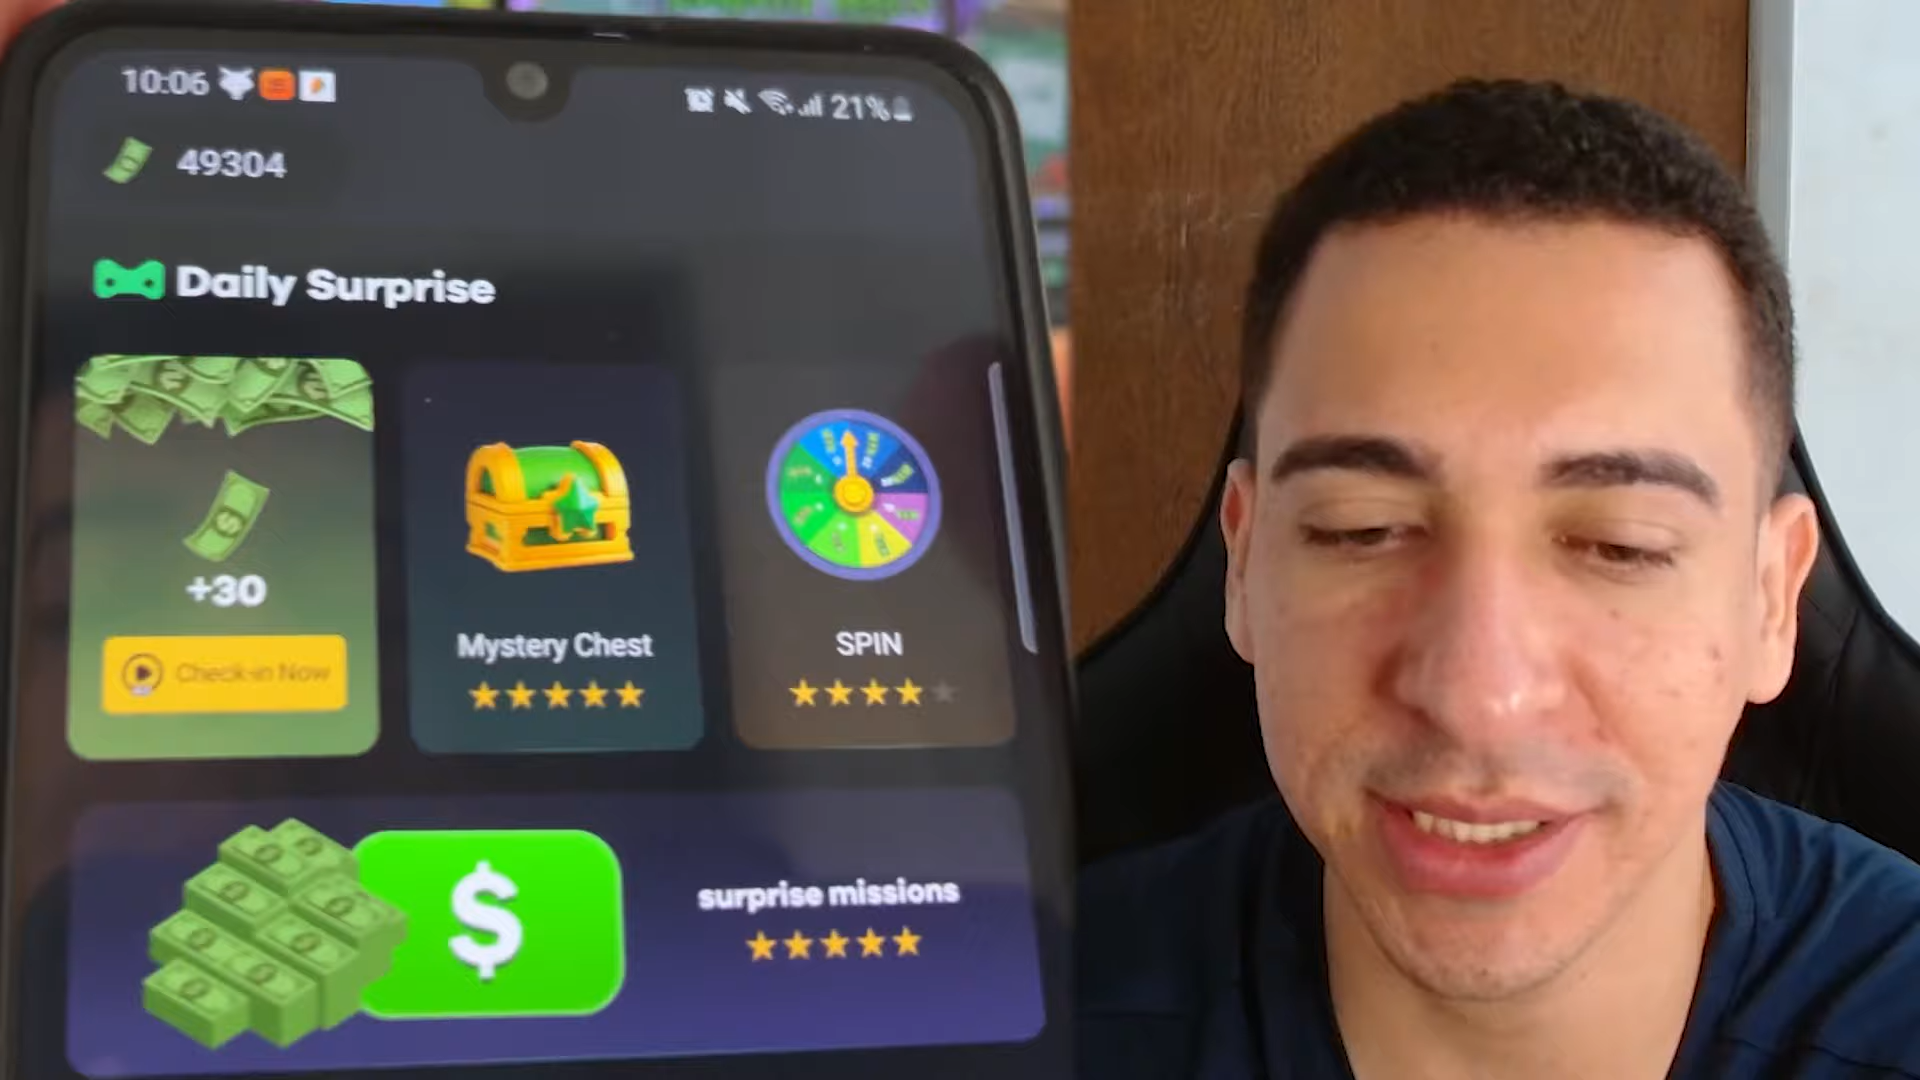 10:06
21%
49304
Daily Surprise
+30
Check-in Now
Mystery Chest
SPIN
$
surprise missions